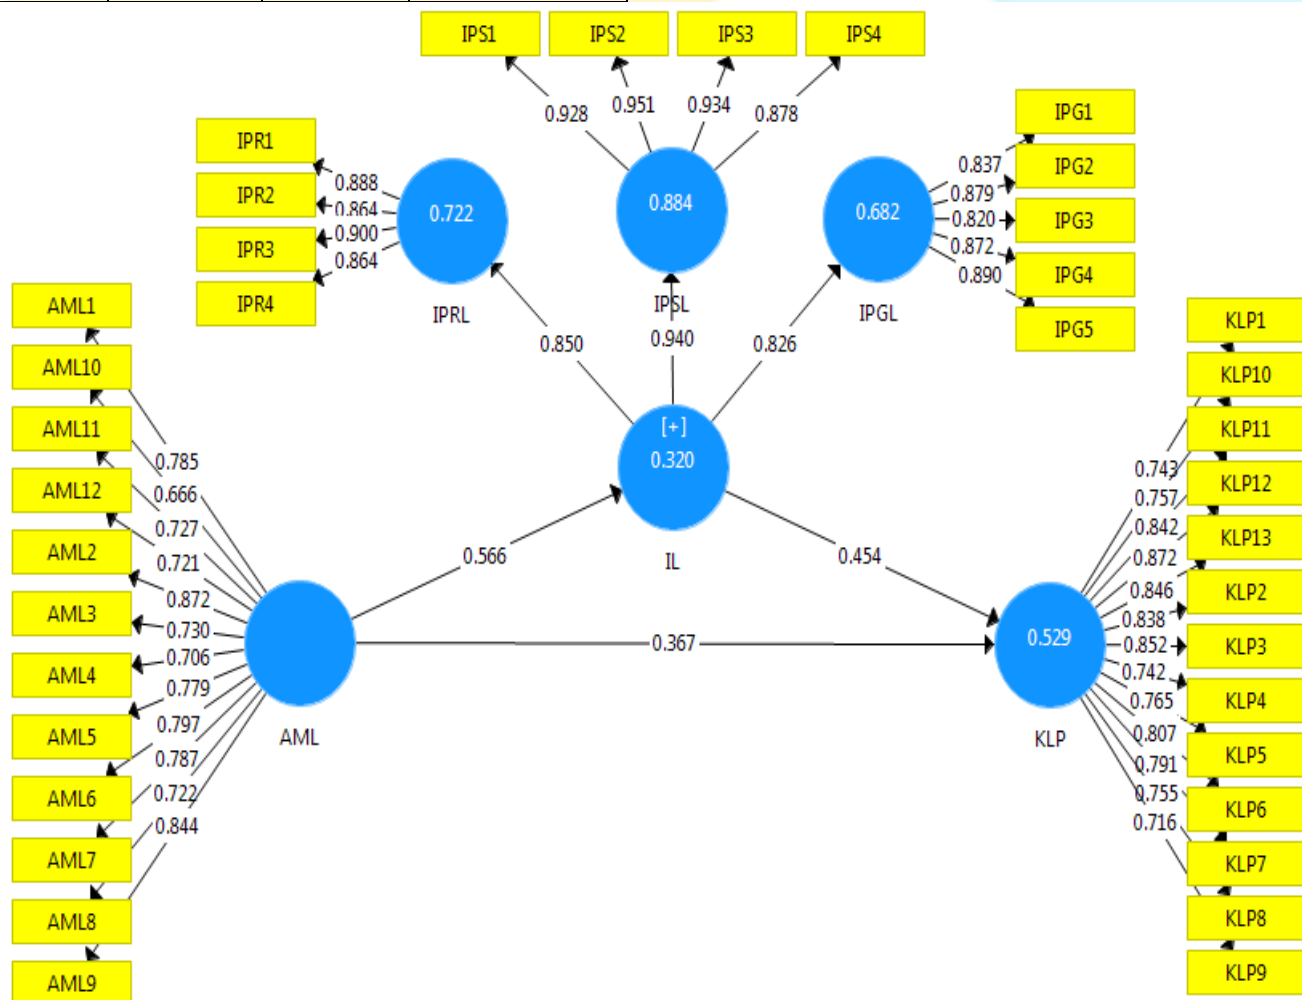 IPS1 IPS2 IPS3 IPS4
0.928 0.951 0.934 0.878
IPR1
IPR2
IPR3
IPR4
0.888
0.864
0.900
0.864
0.722
IPRL
0.884
IPSL
0.682
IPGL
0.837
0.879
0.820
0.872
0.890
IPG1
IPG2
IPG3
IPG4
IPG5
0.850
0.940
0.826
[+]
0.320
IL
AML1
AML10
AML11
AML12
AML2
AML3
AML4
AML5
AML6
AML7
AML8
AML9
0.785
0.666
0.727
0.721
0.872
0.730
0.706
0.779
0.797
0.787
0.722
0.844
AML
0.566
0.454
0.367
0.529
KLP
0.743
0.757
0.842
0.872
0.846
0.838
0.852
0.742
0.765
0.807
0.791
0.755
0.716
KLP1
KLP10
KLP11
KLP12
KLP13
KLP2
KLP3
KLP4
KLP5
KLP6
KLP7
KLP8
KLP9